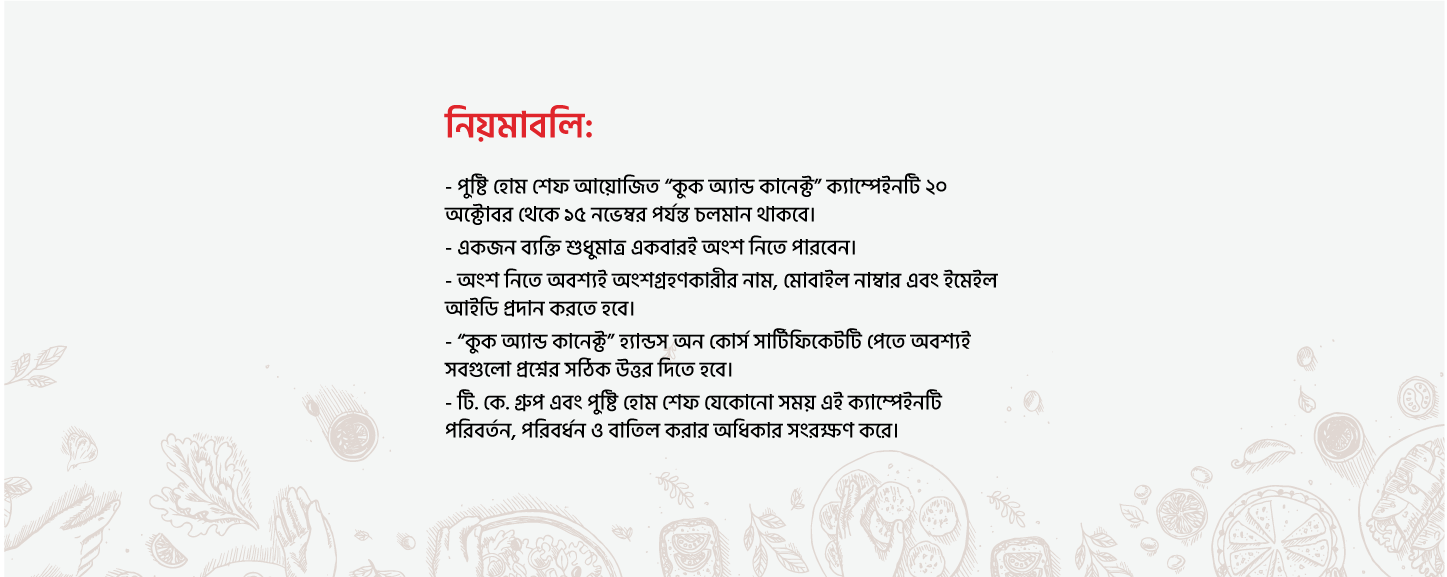 নিয়মাবলি:
- পুষ্টি হোম শেফ আয়োজিত “কুক অ্যান্ড কানেক্ট” ক্যাম্পেইনটি ২০
অক্টোবর থেকে ১৫ নভেম্বর পর্যন্ত চলমান থাকবে।
- একজন ব্যক্তি শুধুমাত্র একবারই অংশ নিতে পারবেন।
- অংশ নিতে অবশ্যই অংশগ্রহণকারীর নাম, মোবাইল নাম্বার এবং ইমেইল
আইডি প্রদান করতে হবে।
- “কুক অ্যান্ড কানেক্ট” হ্যান্ডস অন কোর্স সার্টিফিকেটটি পেতে অবশ্যই
সবগুলো প্রশ্নের সঠিক উত্তর দিতে হবে।
- টি. কে. গ্রুপ এবং পুষ্টি হোম শেফ যেকোনো সময় এই ক্যাম্পেইনটি
পরিবর্তন, পরিবর্ধন ও বাতিল করার অধিকার সংরক্ষণ করে।